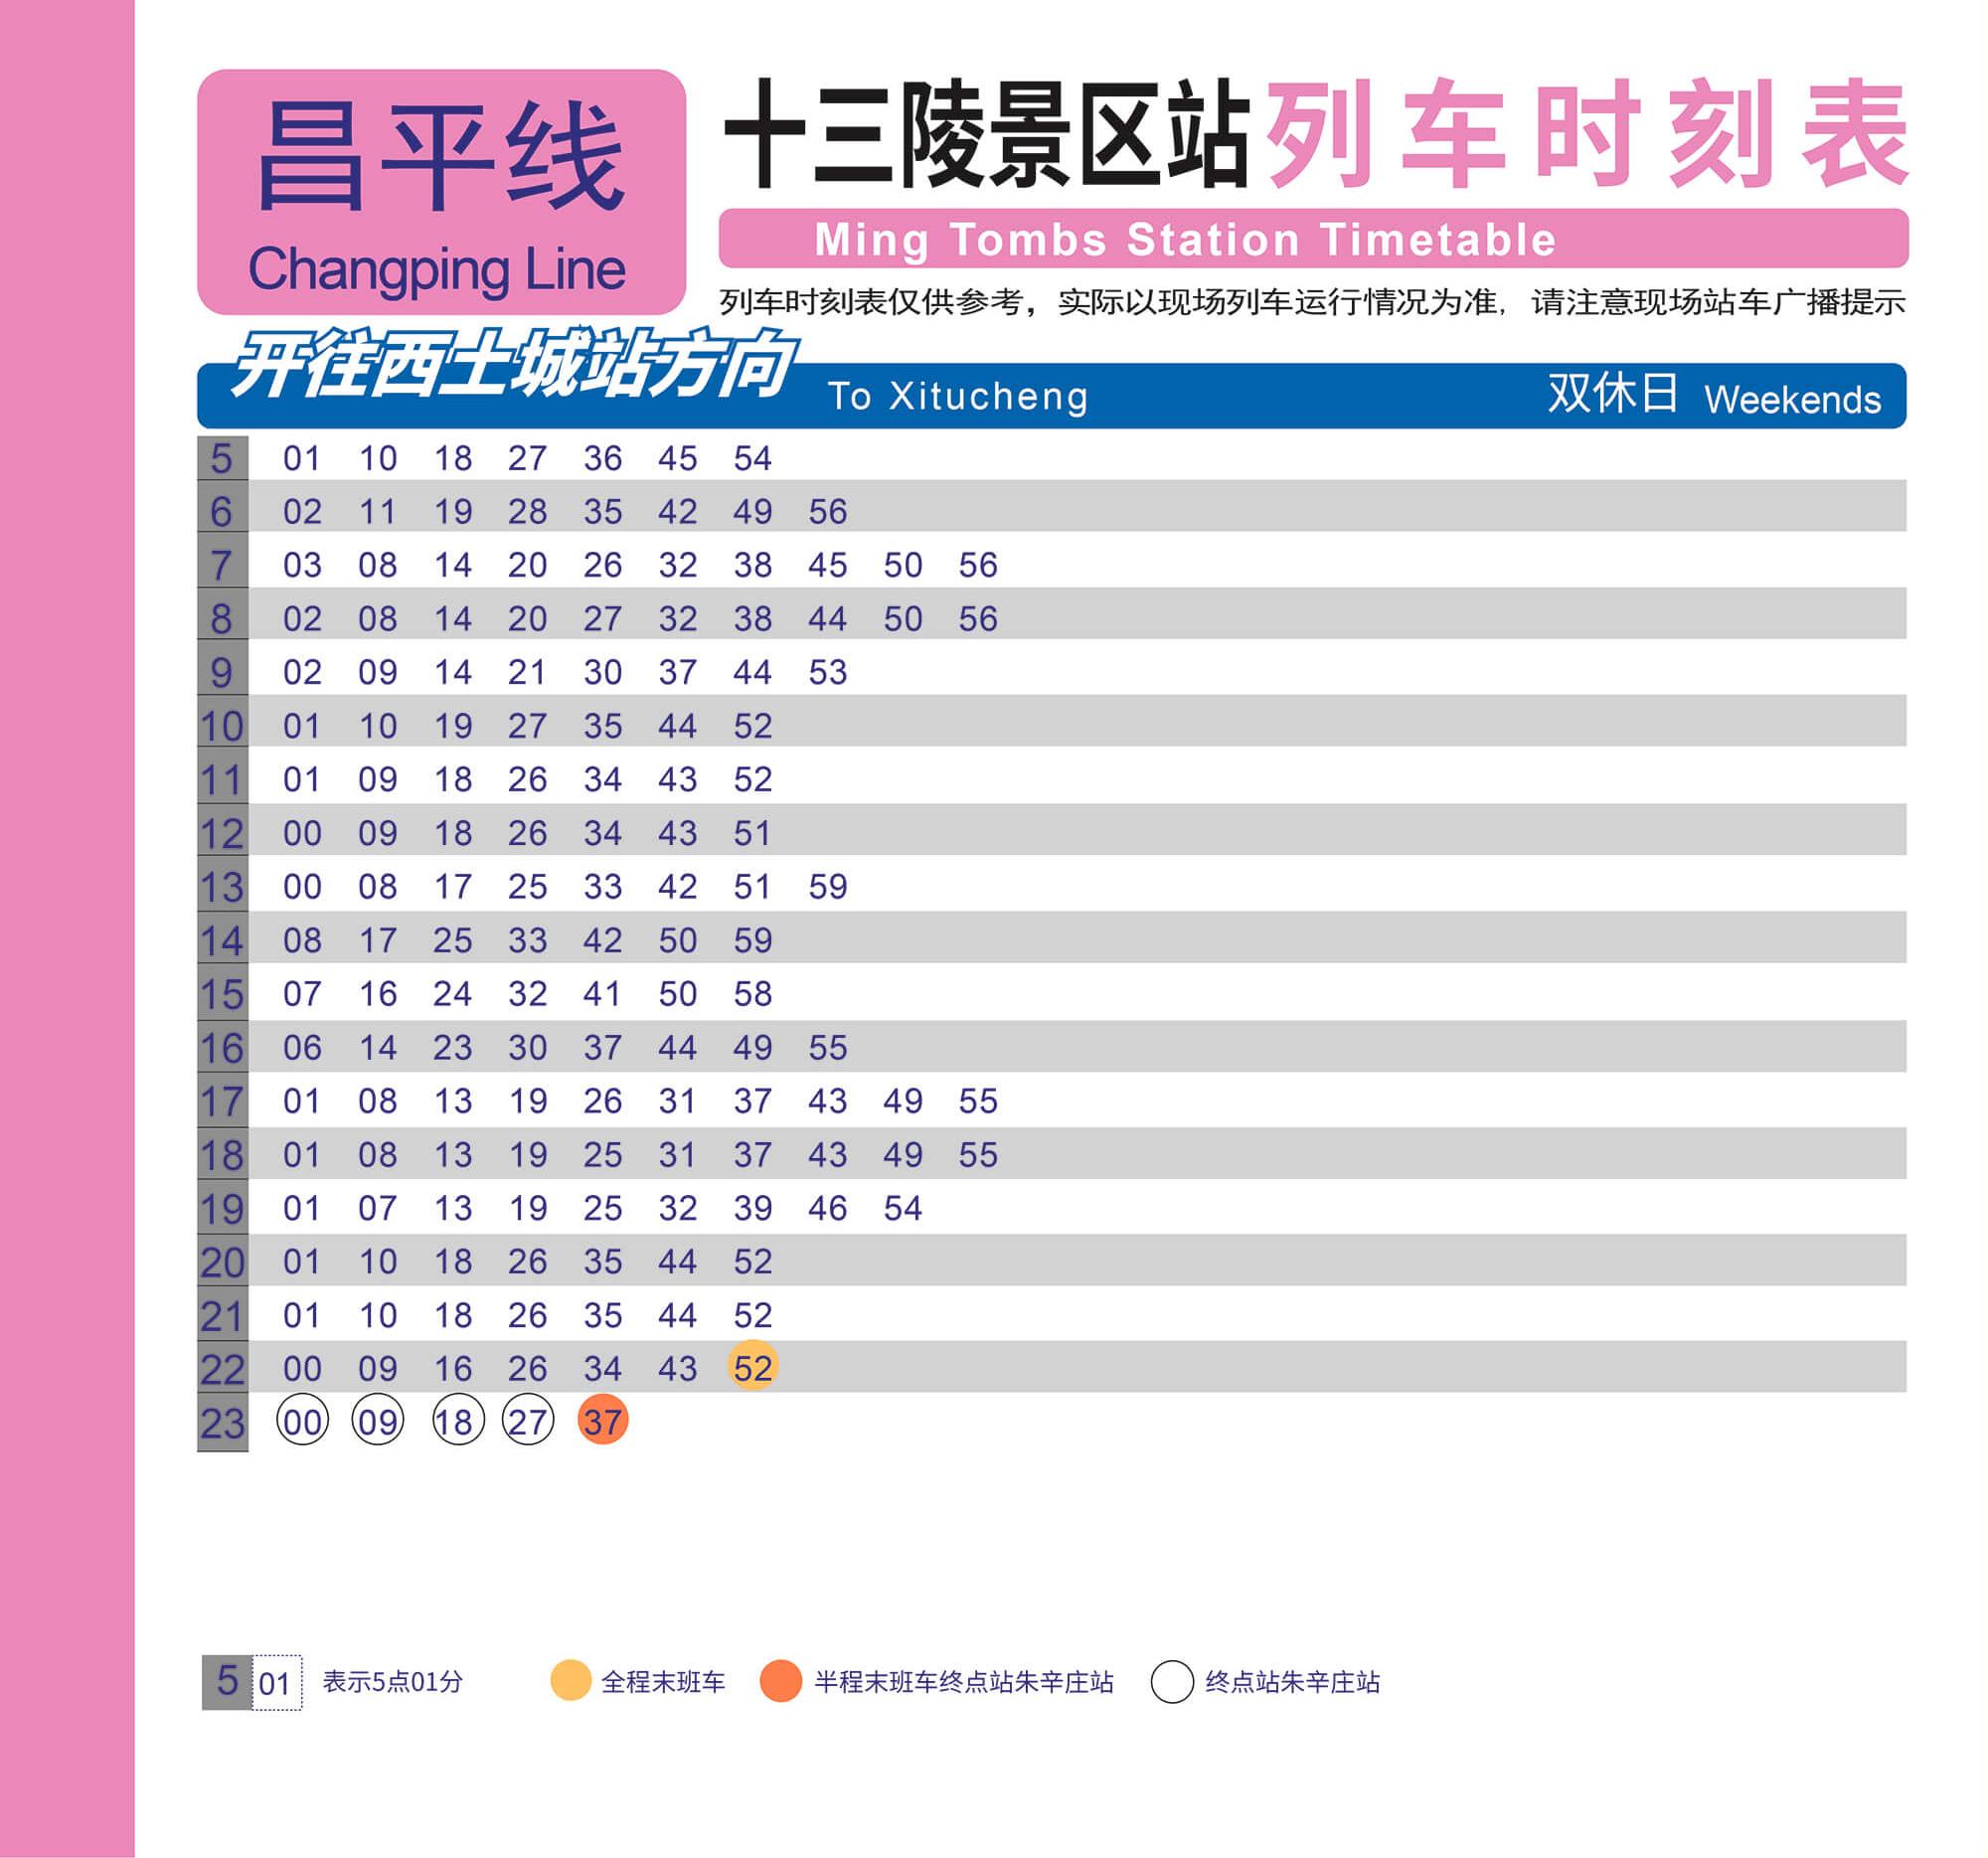 昌平线
Changping Line
十三陵景区站列车时刻表
Ming Tombs Station Timetable
列车时刻表仅供参考，实际以现场列车运行情况为准，请注意现场站车广播提示
开往西土城站方向 To Xitucheng 双休日 Weekends
5 01 10 18 27 36 45 54
6 02 11 19 28 35 42 49 56
7 03 08 14 20 26 32 38 45 50 56
8 02 08 14 20 27 32 38 44 50 56
9 02 09 14 21 30 37 44 53
10 01 10 19 27 35 44 52
11 01 09 18 26 34 43 52
12 00 09 18 26 34 43 51
13 00 08 17 25 33 42 51 59
14 08 17 25 33 42 50 59
15 07 16 24 32 41 50 58
16 06 14 23 30 37 44 49 55
17 01 08 13 19 26 31 37 43 49 55
18 01 08 13 19 25 31 37 43 49 55
19 01 07 13 19 25 32 39 46 54
20 01 10 18 26 35 44 52
21 01 10 18 26 35 44 52
22 00 09 16 26 34 43 52
23 00 09 18 27 37
5 01 表示5点01分 全程末班车 半程末班车终点站朱辛庄站 终点站朱辛庄站